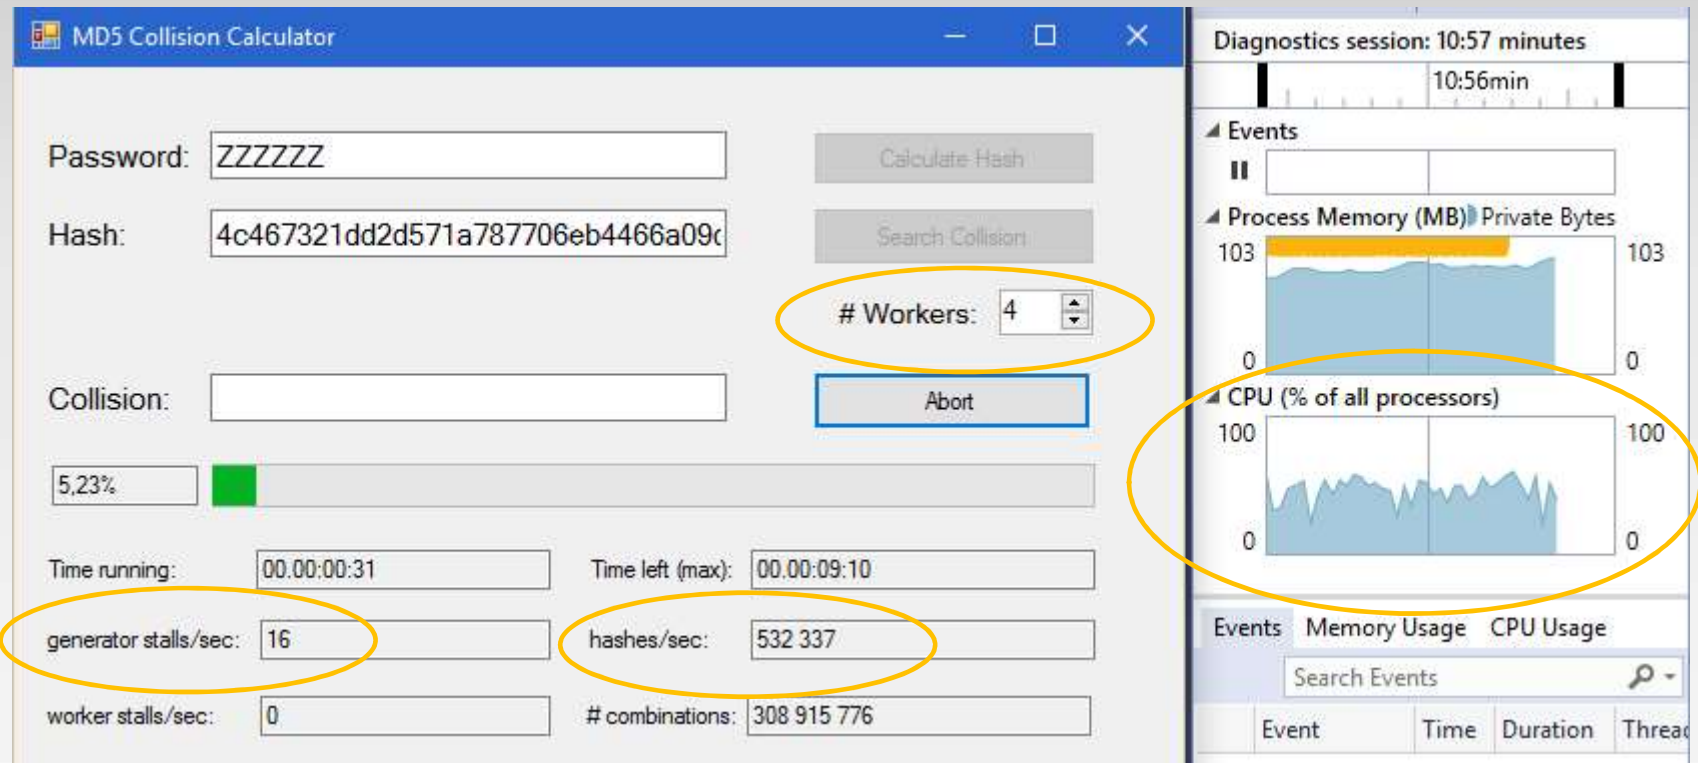 MD5 Collision Calculator
Password: ZZZZZZ
Calculate Hash
Hash: 4c467321dd2d571a787706eb4466a09
Search Collision
# Workers: 4
Collision:
Abort
5,23%
Time running: 00.00:00:31
Time left (max): 00.00:09:10
generator stalls/sec: 16
hashes/sec: 532 337
worker stalls/sec: 0
# combinations: 308 915 776
Diagnostics session: 10:57 minutes
10:56min
Events
Process Memory (MB) Private Bytes
103 103
0 0
CPU (% of all processors)
100 100
0 0
Events Memory Usage CPU Usage
Search Events
Event Time Duration Threa